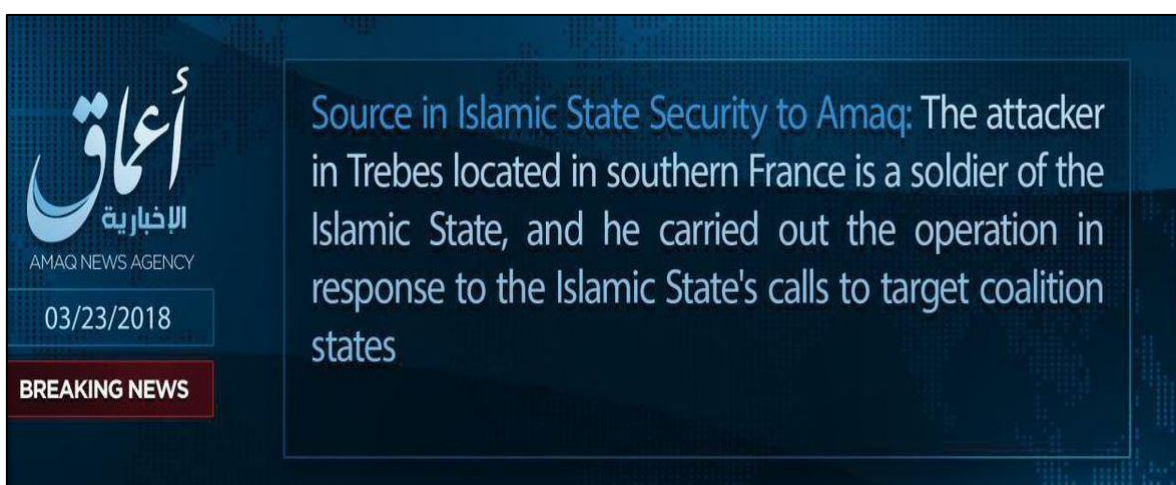 أعماق
الإخبارية
AMAQ NEWS AGENCY
03/23/2018
BREAKING NEWS
Source in Islamic State Security to Amaq: The attacker
in Trebes located in southern France is a soldier of the
Islamic State, and he carried out the operation in
response to the Islamic State's calls to target coalition
states